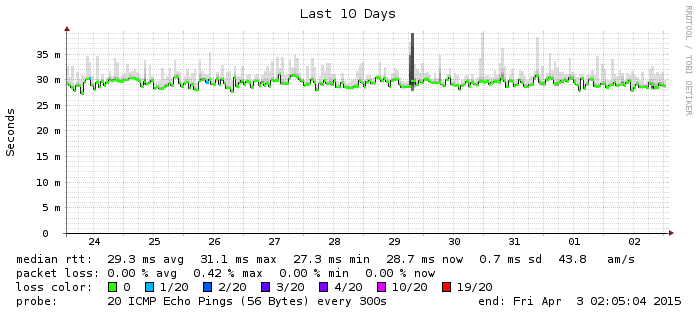 Last 10 Days
RRDTOOL / TOBI OETIKER
Seconds
35 m
30 m
25 m
20 m
15 m
10 m
5 m
0
24 25 26 27 28 29 30 31 01 02
median rtt: 29.3 ms avg 31.1 ms max 27.3 ms min 28.7 ms now 0.7 ms sd 43.8 am/s
packet loss: 0.00 % avg 0.42 % max 0.00 % min 0.00 % now
loss color: 0 1/20 2/20 3/20 4/20 10/20 19/20
probe: 20 ICMP Echo Pings (56 Bytes) every 300s end: Fri Apr 3 02:05:04 2015